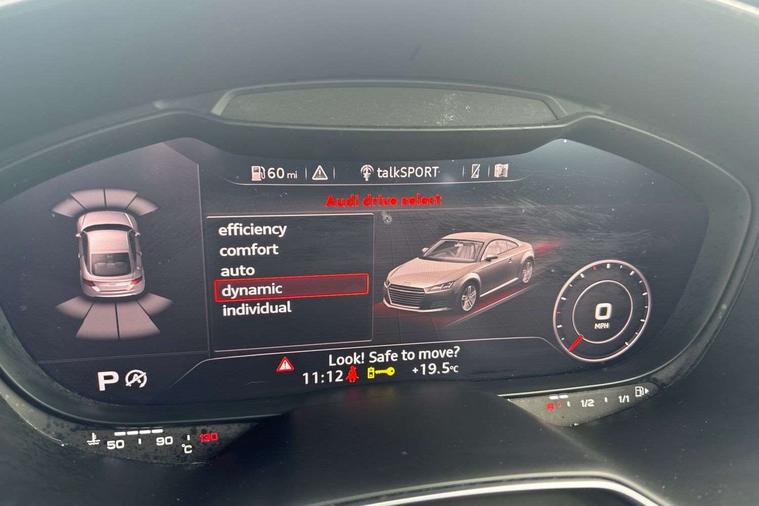 60 mi
talkSPORT
Audi drive select
efficiency
comfort
auto
dynamic
individual
0
MPH
Look! Safe to move?
11:12
+19.5°C
P
A
50 90 130
°C
R 1/2 1/1